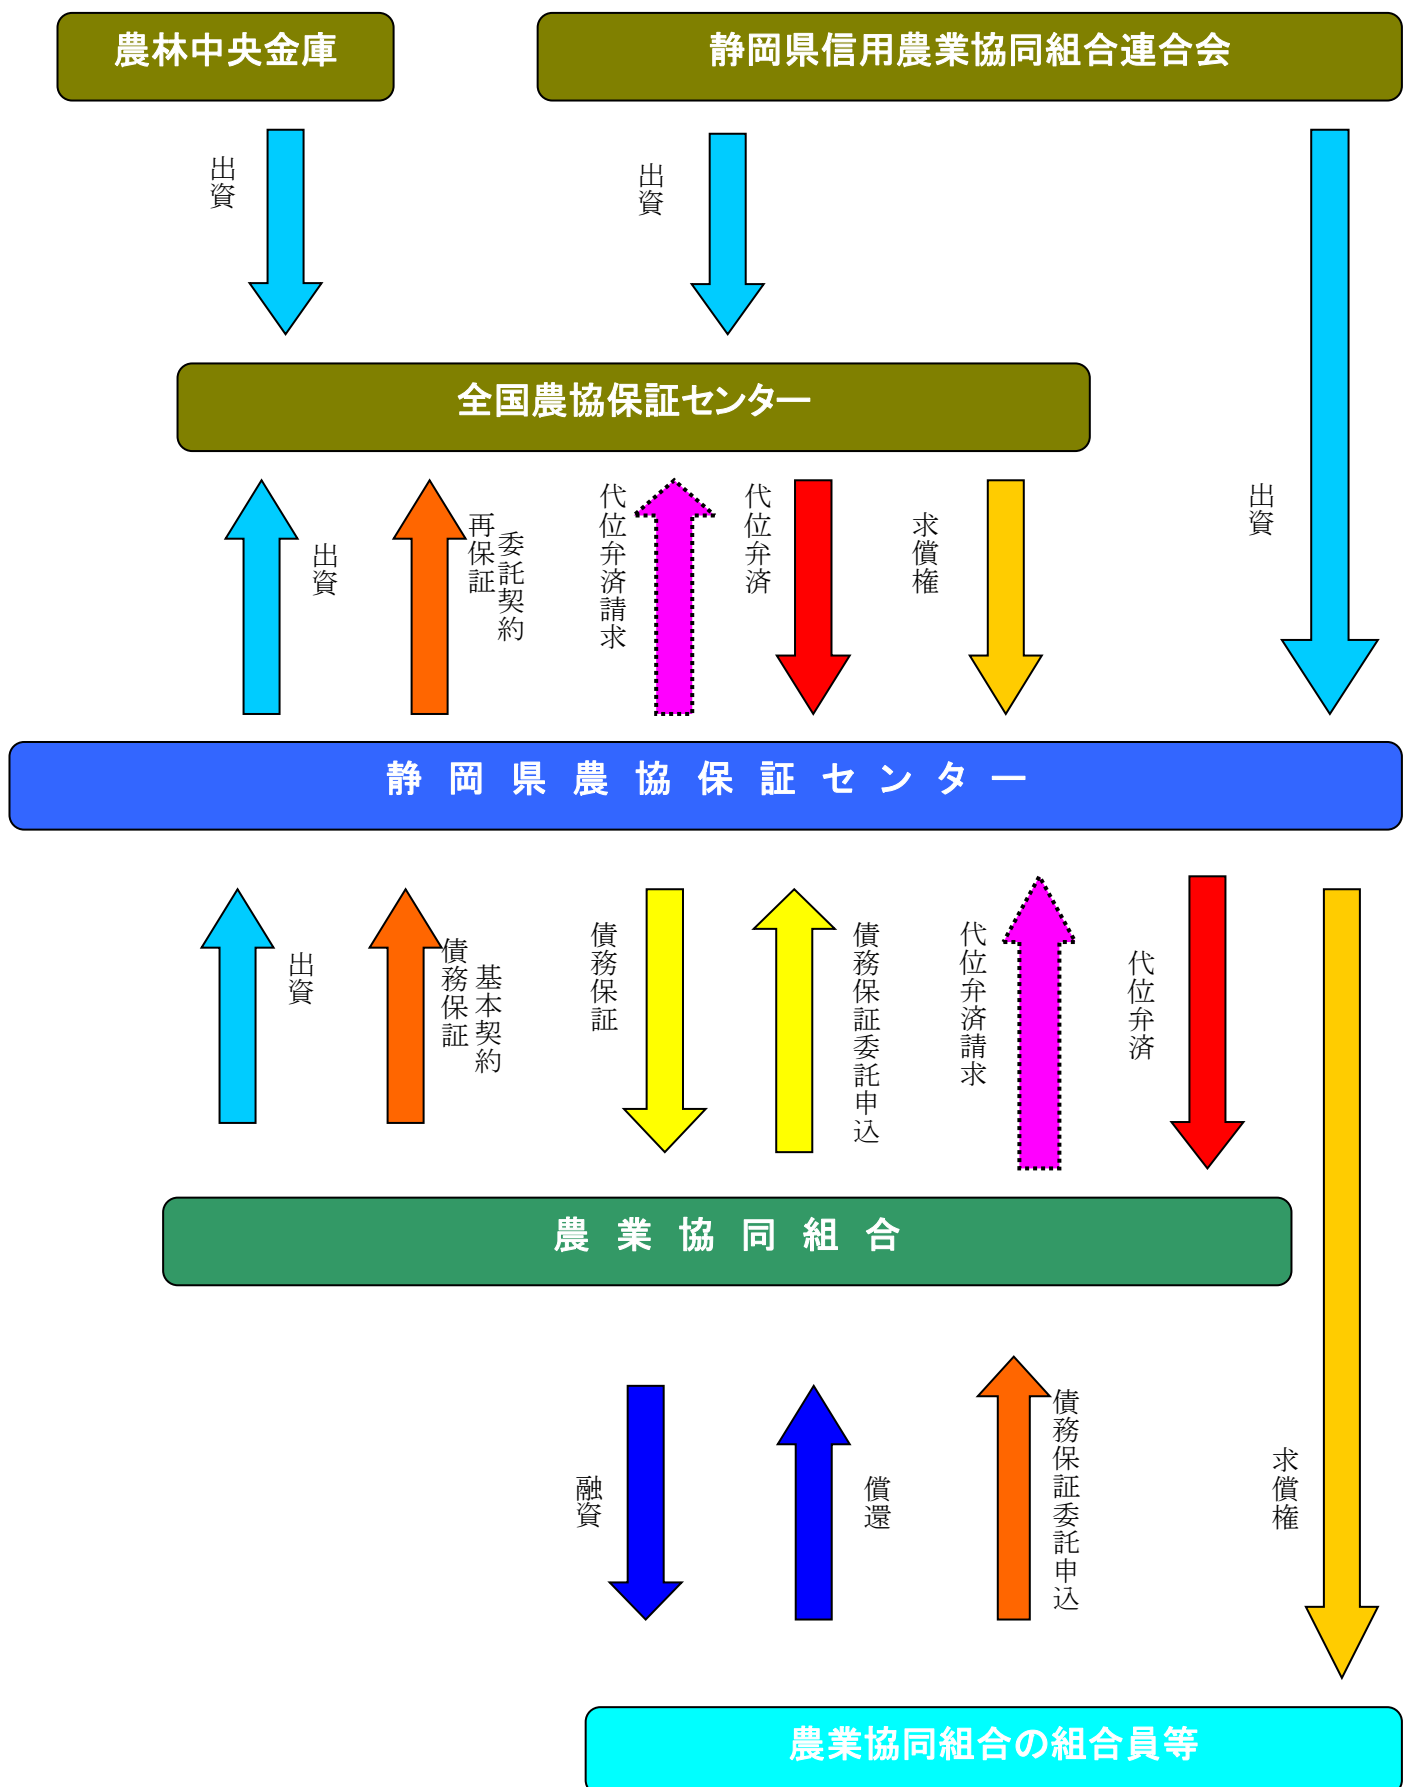 農林中央金庫
静岡県信用農業協同組合連合会
出資
出資
出資
全国農協保証センター
出資
再保証
委託契約
代位弁済請求
代位弁済
求償権
静岡県農協保証センター
出資
債務保証
基本契約
債務保証
債務保証委託申込
代位弁済請求
代位弁済
求償権
農業協同組合
融資
償還
債務保証委託申込
農業協同組合の組合員等